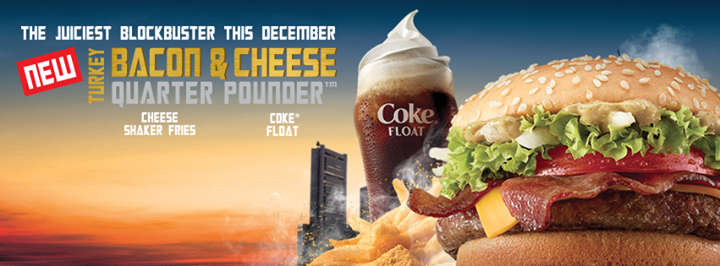 THE JUICIEST BLOCKBUSTER THIS DECEMBER
NEW
TURKEY
BACON & CHEESE
QUARTER POUNDER™
CHEESE
SHAKER FRIES
COKE®
FLOAT
Coke
FLOAT